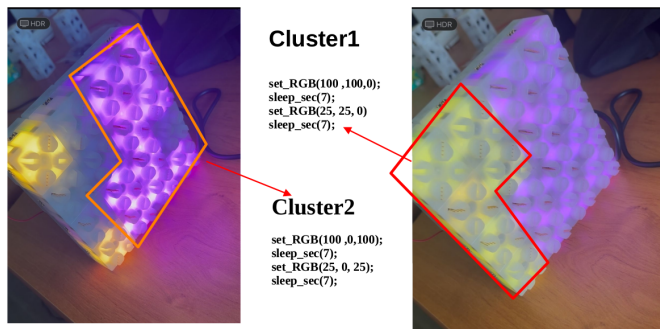 HDR
Cluster1
set_RGB(100 ,100,0);
sleep_sec(7);
set_RGB(25, 25, 0)
sleep_sec(7);
Cluster2
set_RGB(100 ,0,100);
sleep_sec(7);
set_RGB(25, 0, 25);
sleep_sec(7);
HDR